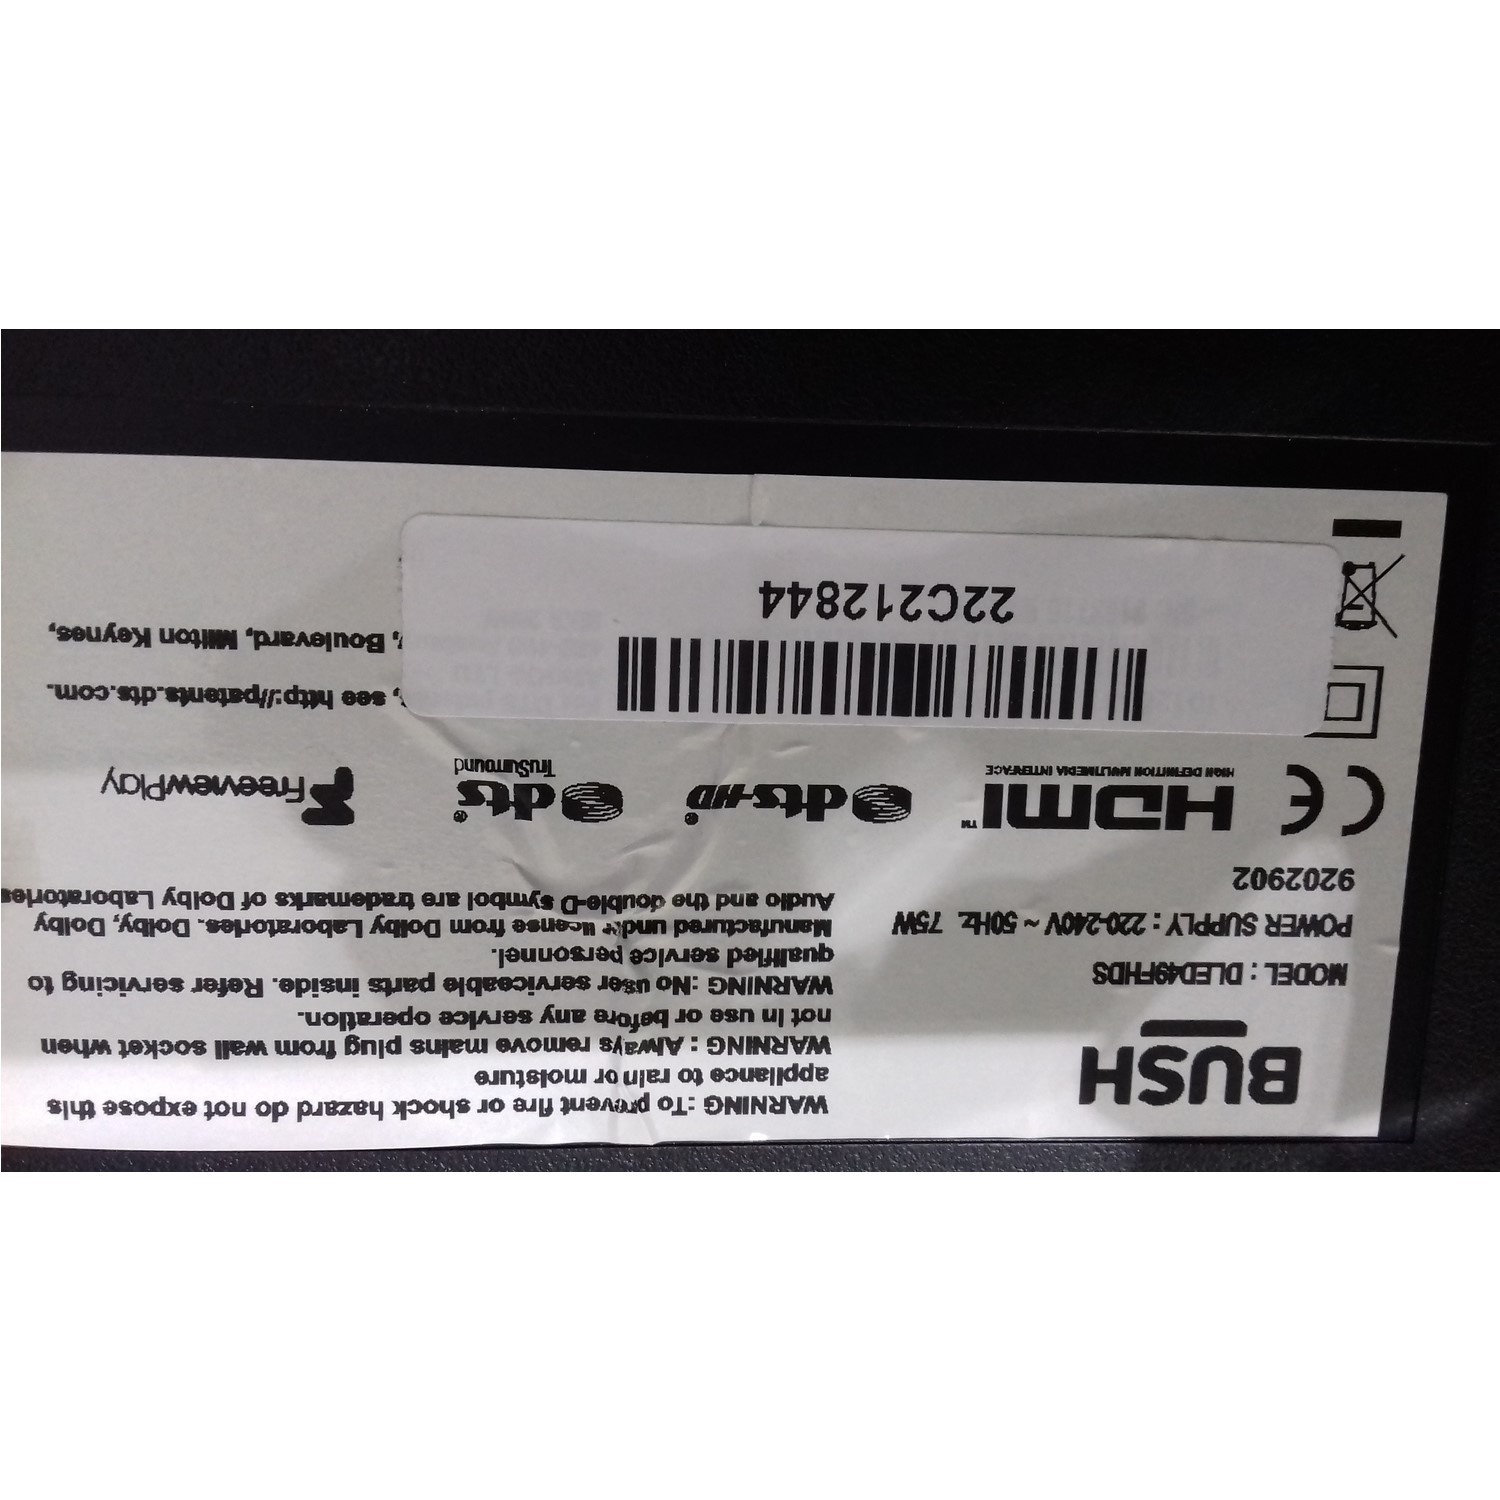 BUSH
MODEL : DLED49FHDS
POWER SUPPLY : 220-240V ~ 50Hz, 75W
9202902
WARNING :To prevent fire or shock hazard do not expose this
appliance to rain or moisture
WARNING : Always remove mains plug from wall socket when
not in use or before any service operation.
WARNING :No user serviceable parts inside. Refer servicing to
qualified service personnel.
Manufactured under license from Dolby Laboratories. Dolby, Dolby
Audio and the double-D symbol are trademarks of Dolby Laboratories
CE
HDMI™
HIGH DEFINITION MULTIMEDIA INTERFACE
dts-HD®
dts®
TruSurround
FreeviewPlay
, see http://patents.dts.com.
, Boulevard, Milton Keynes,
22C212844